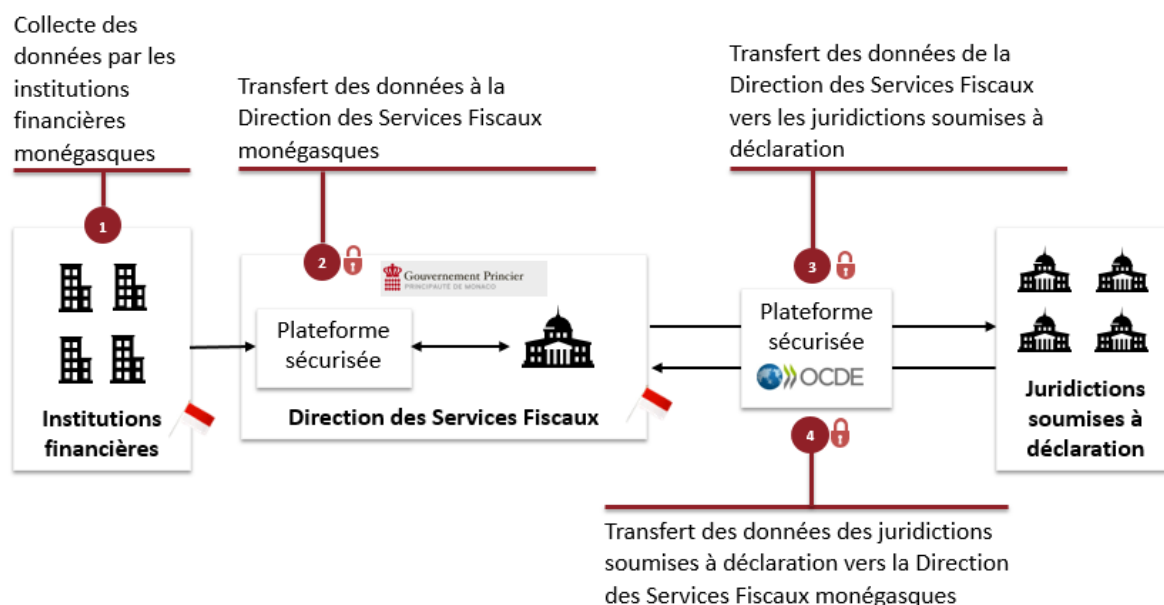 Collecte des
données par les
institutions
financières
monégasques
Transfert des données à la
Direction des Services Fiscaux
monégasques
Transfert des données de la
Direction des Services Fiscaux
vers les juridictions soumises à
déclaration
1
2
3
Gouvernement Princier
PRINCIPAUTÉ DE MONACO
Plateforme
sécurisée
Plateforme
sécurisée
OCDE
Institutions
financières
Direction des Services Fiscaux
Juridictions
soumises à
déclaration
4
Transfert des données des juridictions
soumises à déclaration vers la Direction
des Services Fiscaux monégasques